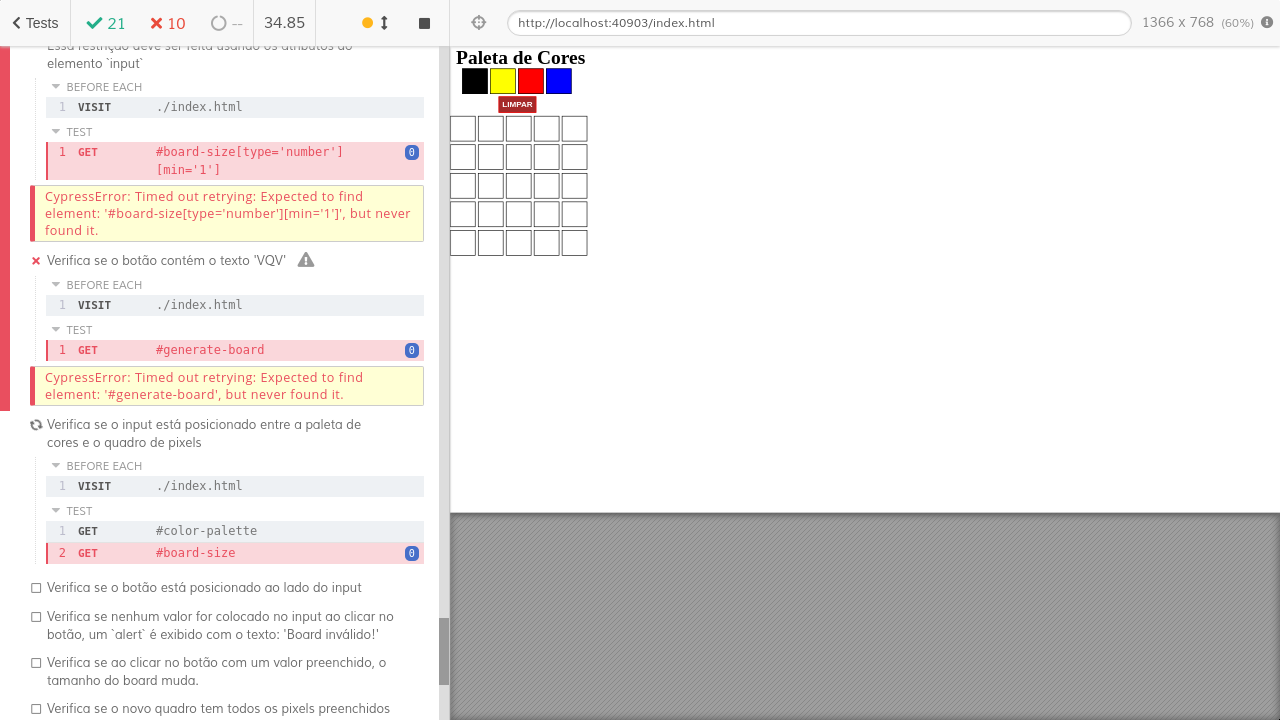 Tests
21
10
--
34.85
http://localhost:40903/index.html
1366 x 768 (60%)
Essa restrição deve ser feita usando os atributos do
elemento `input`
BEFORE EACH
1 VISIT ./index.html
TEST
1 GET #board-size[type='number']
[min='1']
0
CypressError: Timed out retrying: Expected to find
element: '#board-size[type='number'][min='1']', but never
found it.
Verifica se o botão contém o texto 'VQV'
BEFORE EACH
1 VISIT ./index.html
TEST
1 GET #generate-board 0
CypressError: Timed out retrying: Expected to find
element: '#generate-board', but never found it.
Verifica se o input está posicionado entre a paleta de
cores e o quadro de pixels
BEFORE EACH
1 VISIT ./index.html
TEST
1 GET #color-palette
2 GET #board-size 0
Verifica se o botão está posicionado ao lado do input
Verifica se nenhum valor for colocado no input ao clicar no
botão, um `alert` é exibido com o texto: 'Board inválido!'
Verifica se ao clicar no botão com um valor preenchido, o
tamanho do board muda.
Verifica se o novo quadro tem todos os pixels preenchidos
Paleta de Cores
LIMPAR